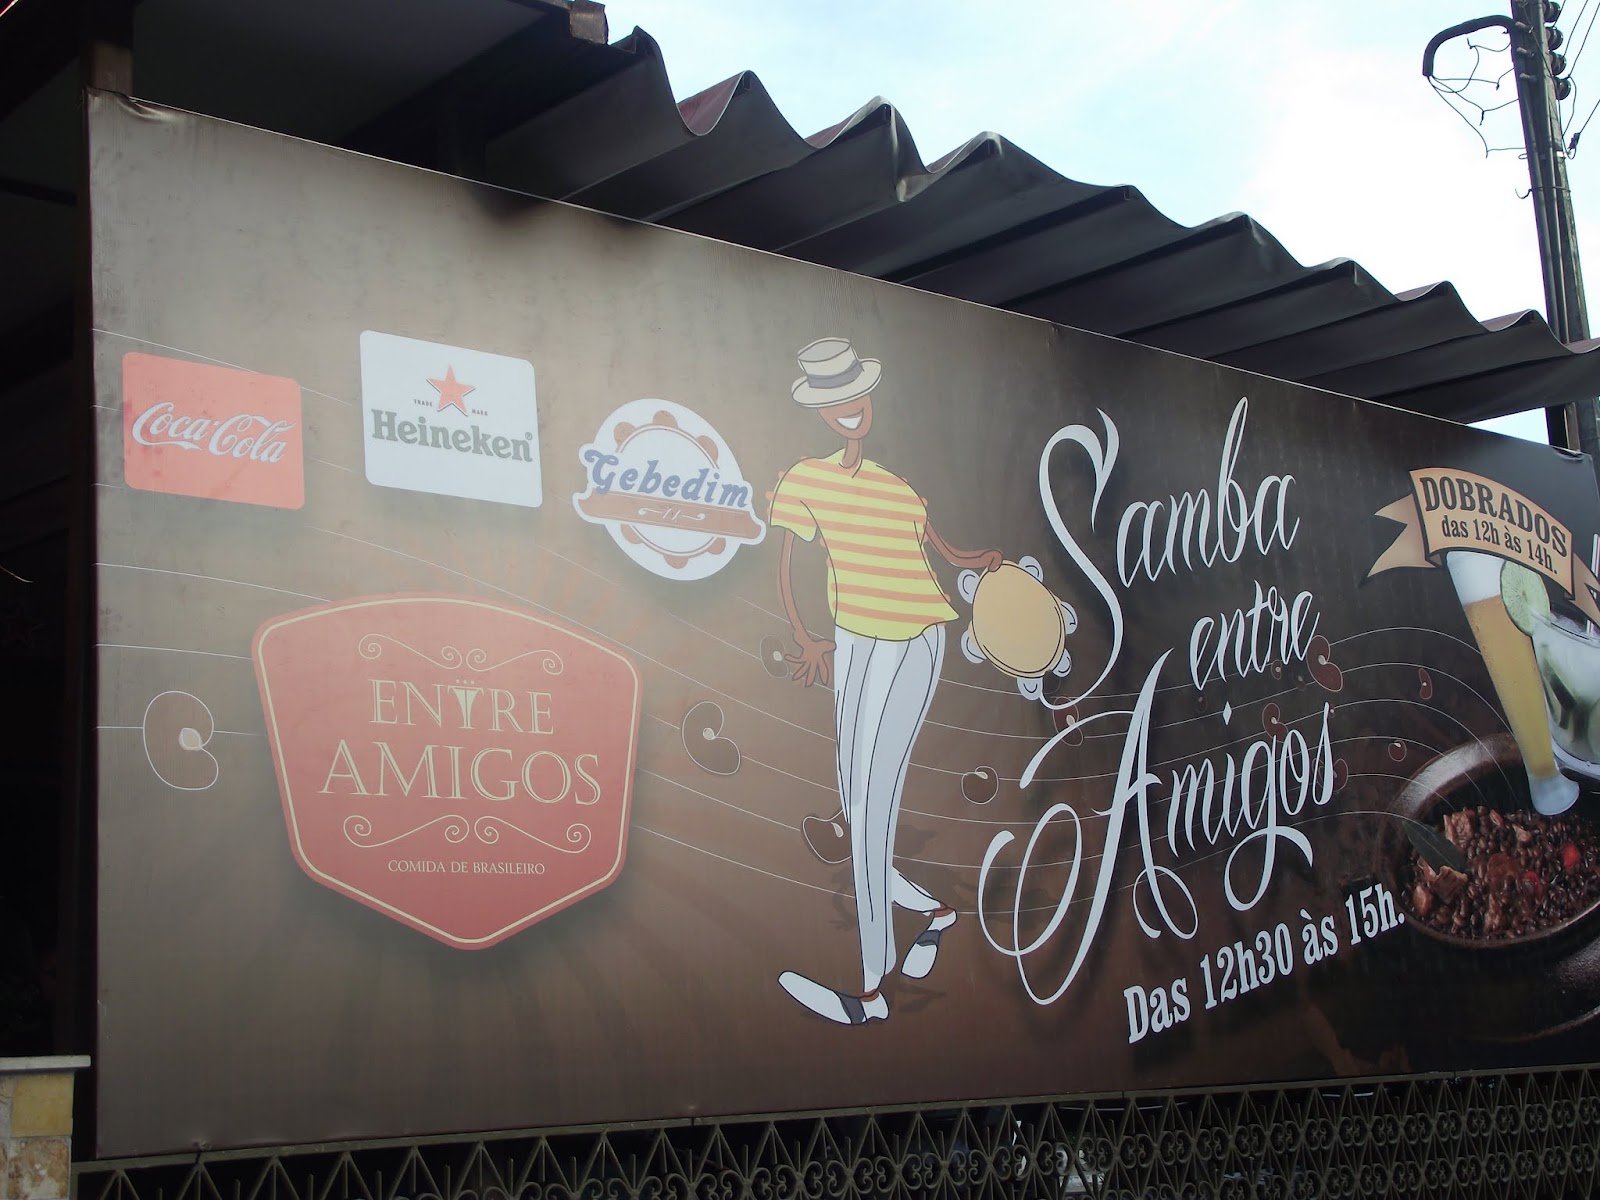 Coca-Cola
TRADE MARK
Heineken®
Gebedim
ENTRE
AMIGOS
COMIDA DE BRASILEIRO
Samba
entre
Amigos
Das 12h30 às 15h.
DOBRADOS
das 12h às 14h.